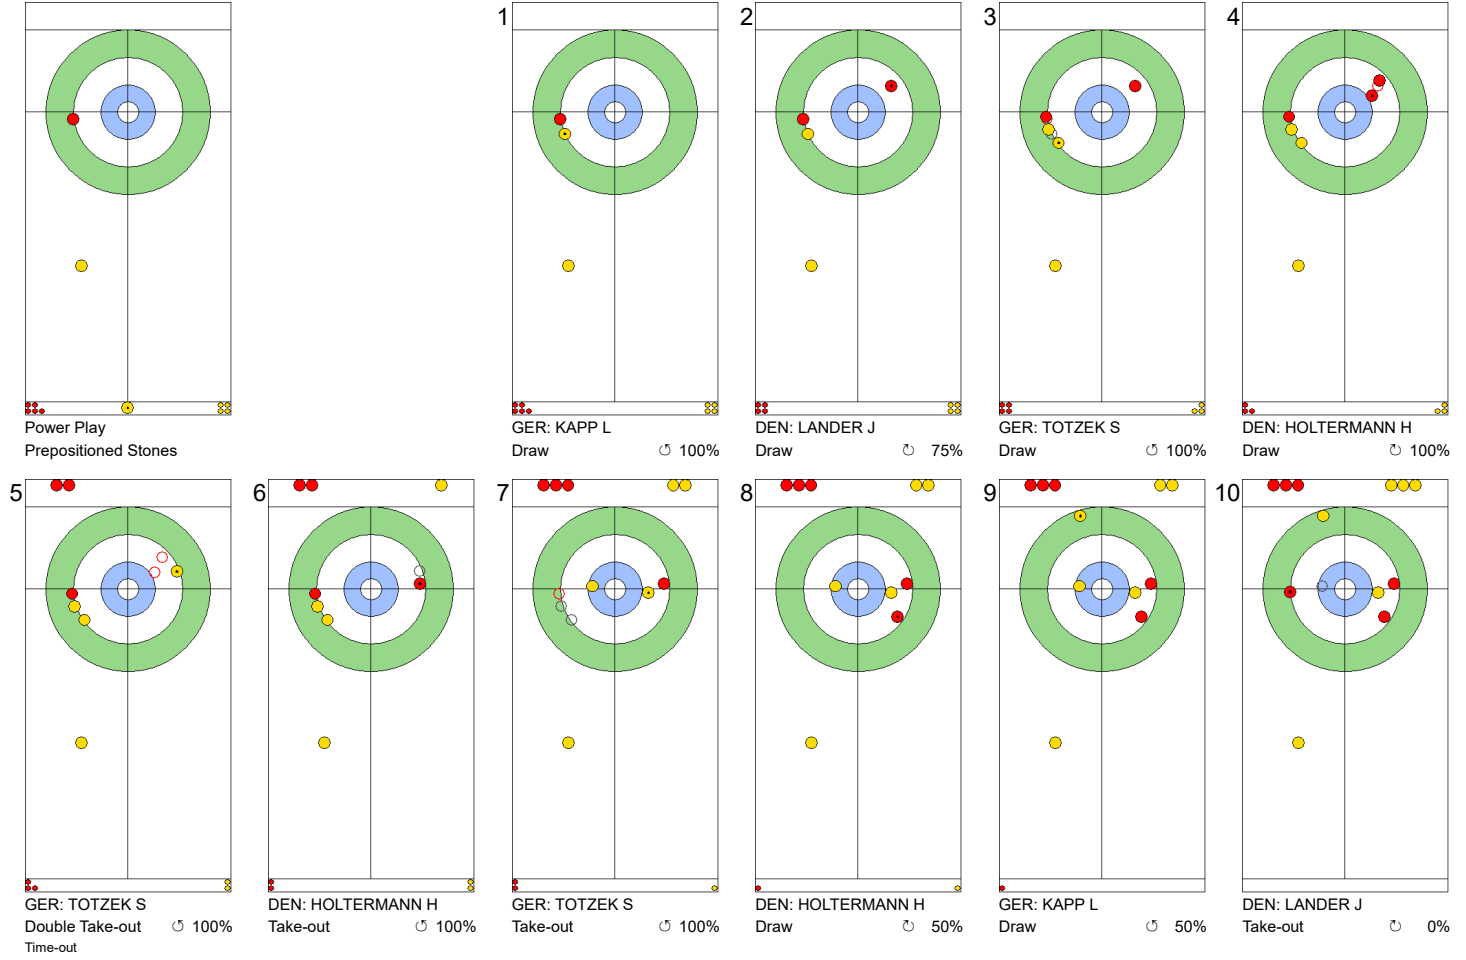 Power Play
Prepositioned Stones
1
GER: KAPP L
Draw 100%
2
DEN: LANDER J
Draw 75%
3
GER: TOTZEK S
Draw 100%
4
DEN: HOLTERMANN H
Draw 100%
5
GER: TOTZEK S
Double Take-out 100%
Time-out
6
DEN: HOLTERMANN H
Take-out 100%
7
GER: TOTZEK S
Take-out 100%
8
DEN: HOLTERMANN H
Draw 50%
9
GER: KAPP L
Draw 50%
10
DEN: LANDER J
Take-out 0%